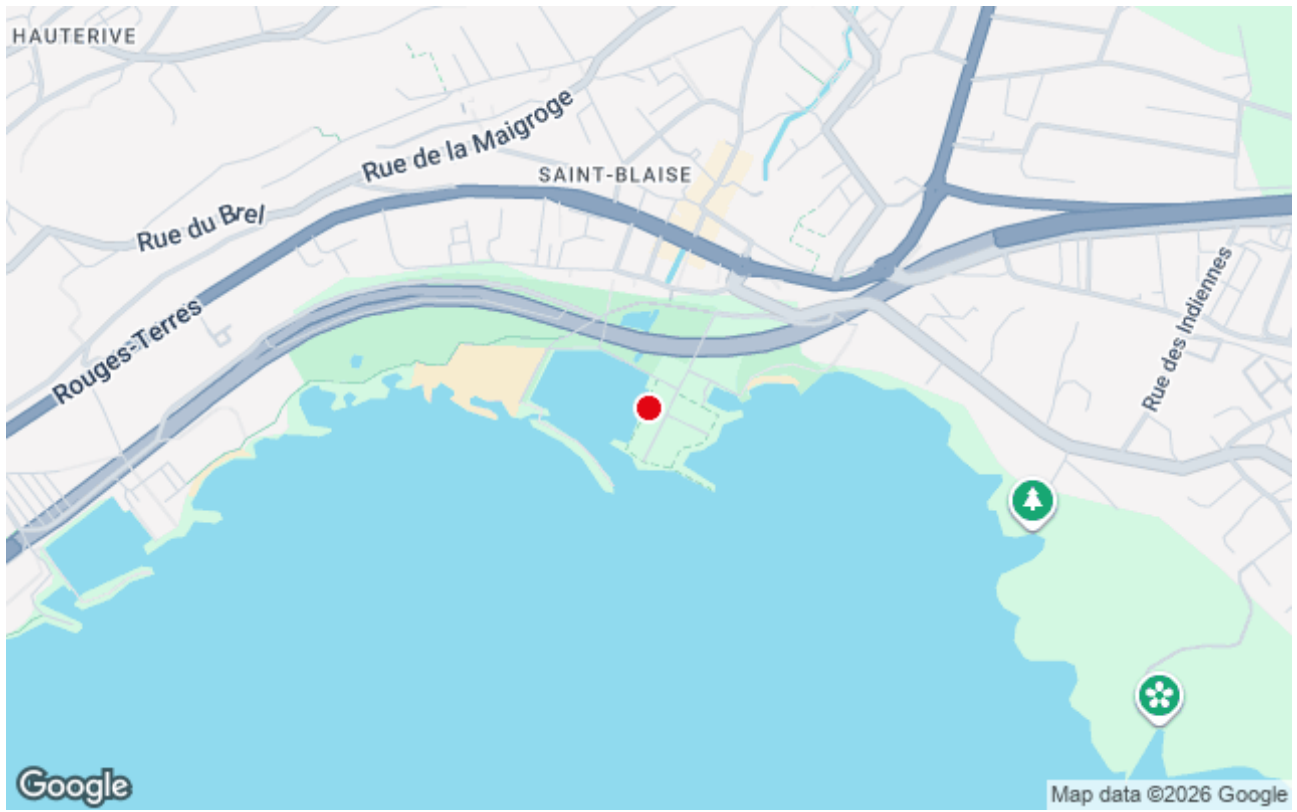 HAUTERIVE
Rue de la Maigroge
SAINT-BLAISE
Rue du Brel
Rouges-Terres
Rue des Indiennes
Google
Map data ©2026 Google